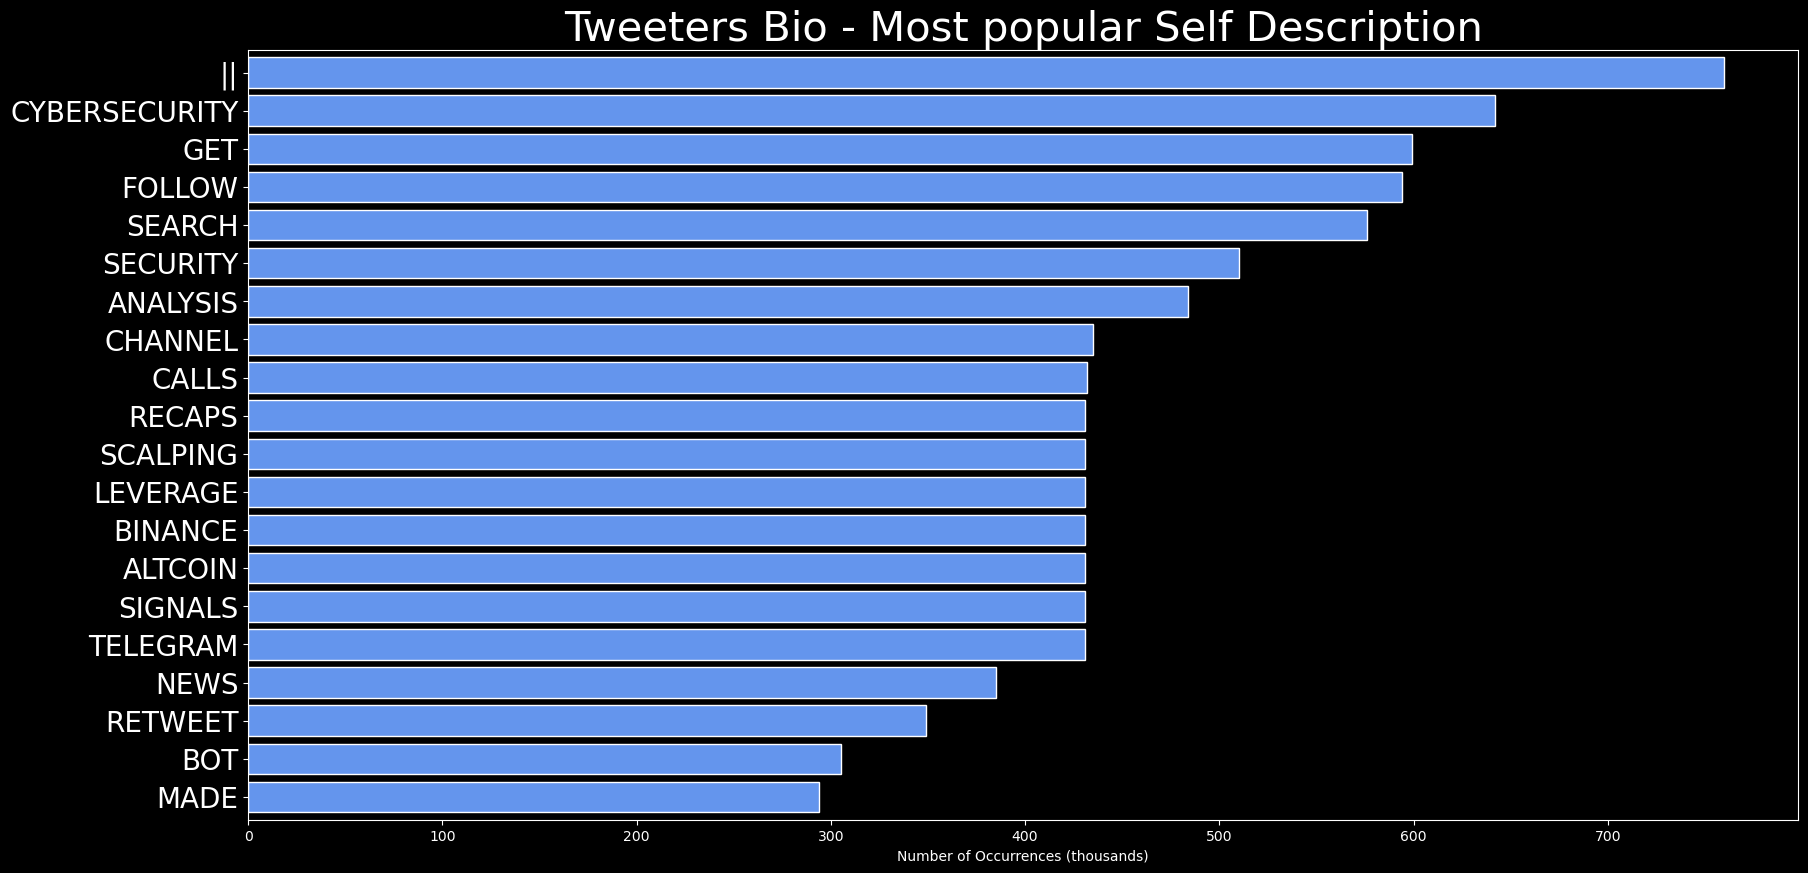 Tweeters Bio - Most popular Self Description
||
CYBERSECURITY
GET
FOLLOW
SEARCH
SECURITY
ANALYSIS
CHANNEL
CALLS
RECAPS
SCALPING
LEVERAGE
BINANCE
ALTCOIN
SIGNALS
TELEGRAM
NEWS
RETWEET
BOT
MADE
0 100 200 300 400 500 600 700
Number of Occurrences (thousands)